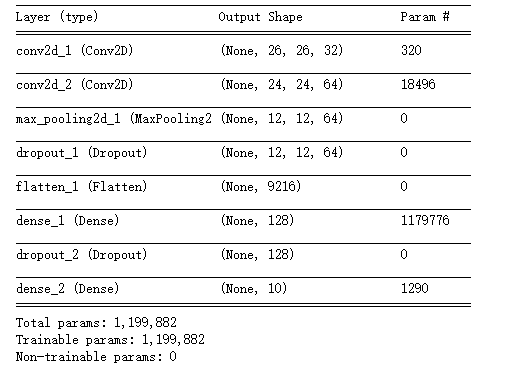 Layer (type) Output Shape Param #
conv2d_1 (Conv2D) (None, 26, 26, 32) 320
conv2d_2 (Conv2D) (None, 24, 24, 64) 18496
max_pooling2d_1 (MaxPooling2 (None, 12, 12, 64) 0
dropout_1 (Dropout) (None, 12, 12, 64) 0
flatten_1 (Flatten) (None, 9216) 0
dense_1 (Dense) (None, 128) 1179776
dropout_2 (Dropout) (None, 128) 0
dense_2 (Dense) (None, 10) 1290
Total params: 1,199,882
Trainable params: 1,199,882
Non-trainable params: 0